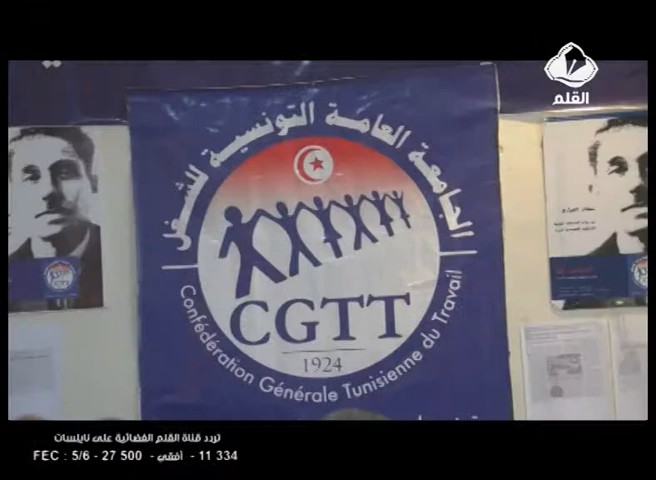 القلم
الجامعة العامة التونسية للشغل
CGTT
1924
Confédération Générale Tunisienne du Travail
CGTT
تردد قناة القلم الفضائية على نايلسات
FEC : 5/6 - 27 500 - أفقي - 11 334